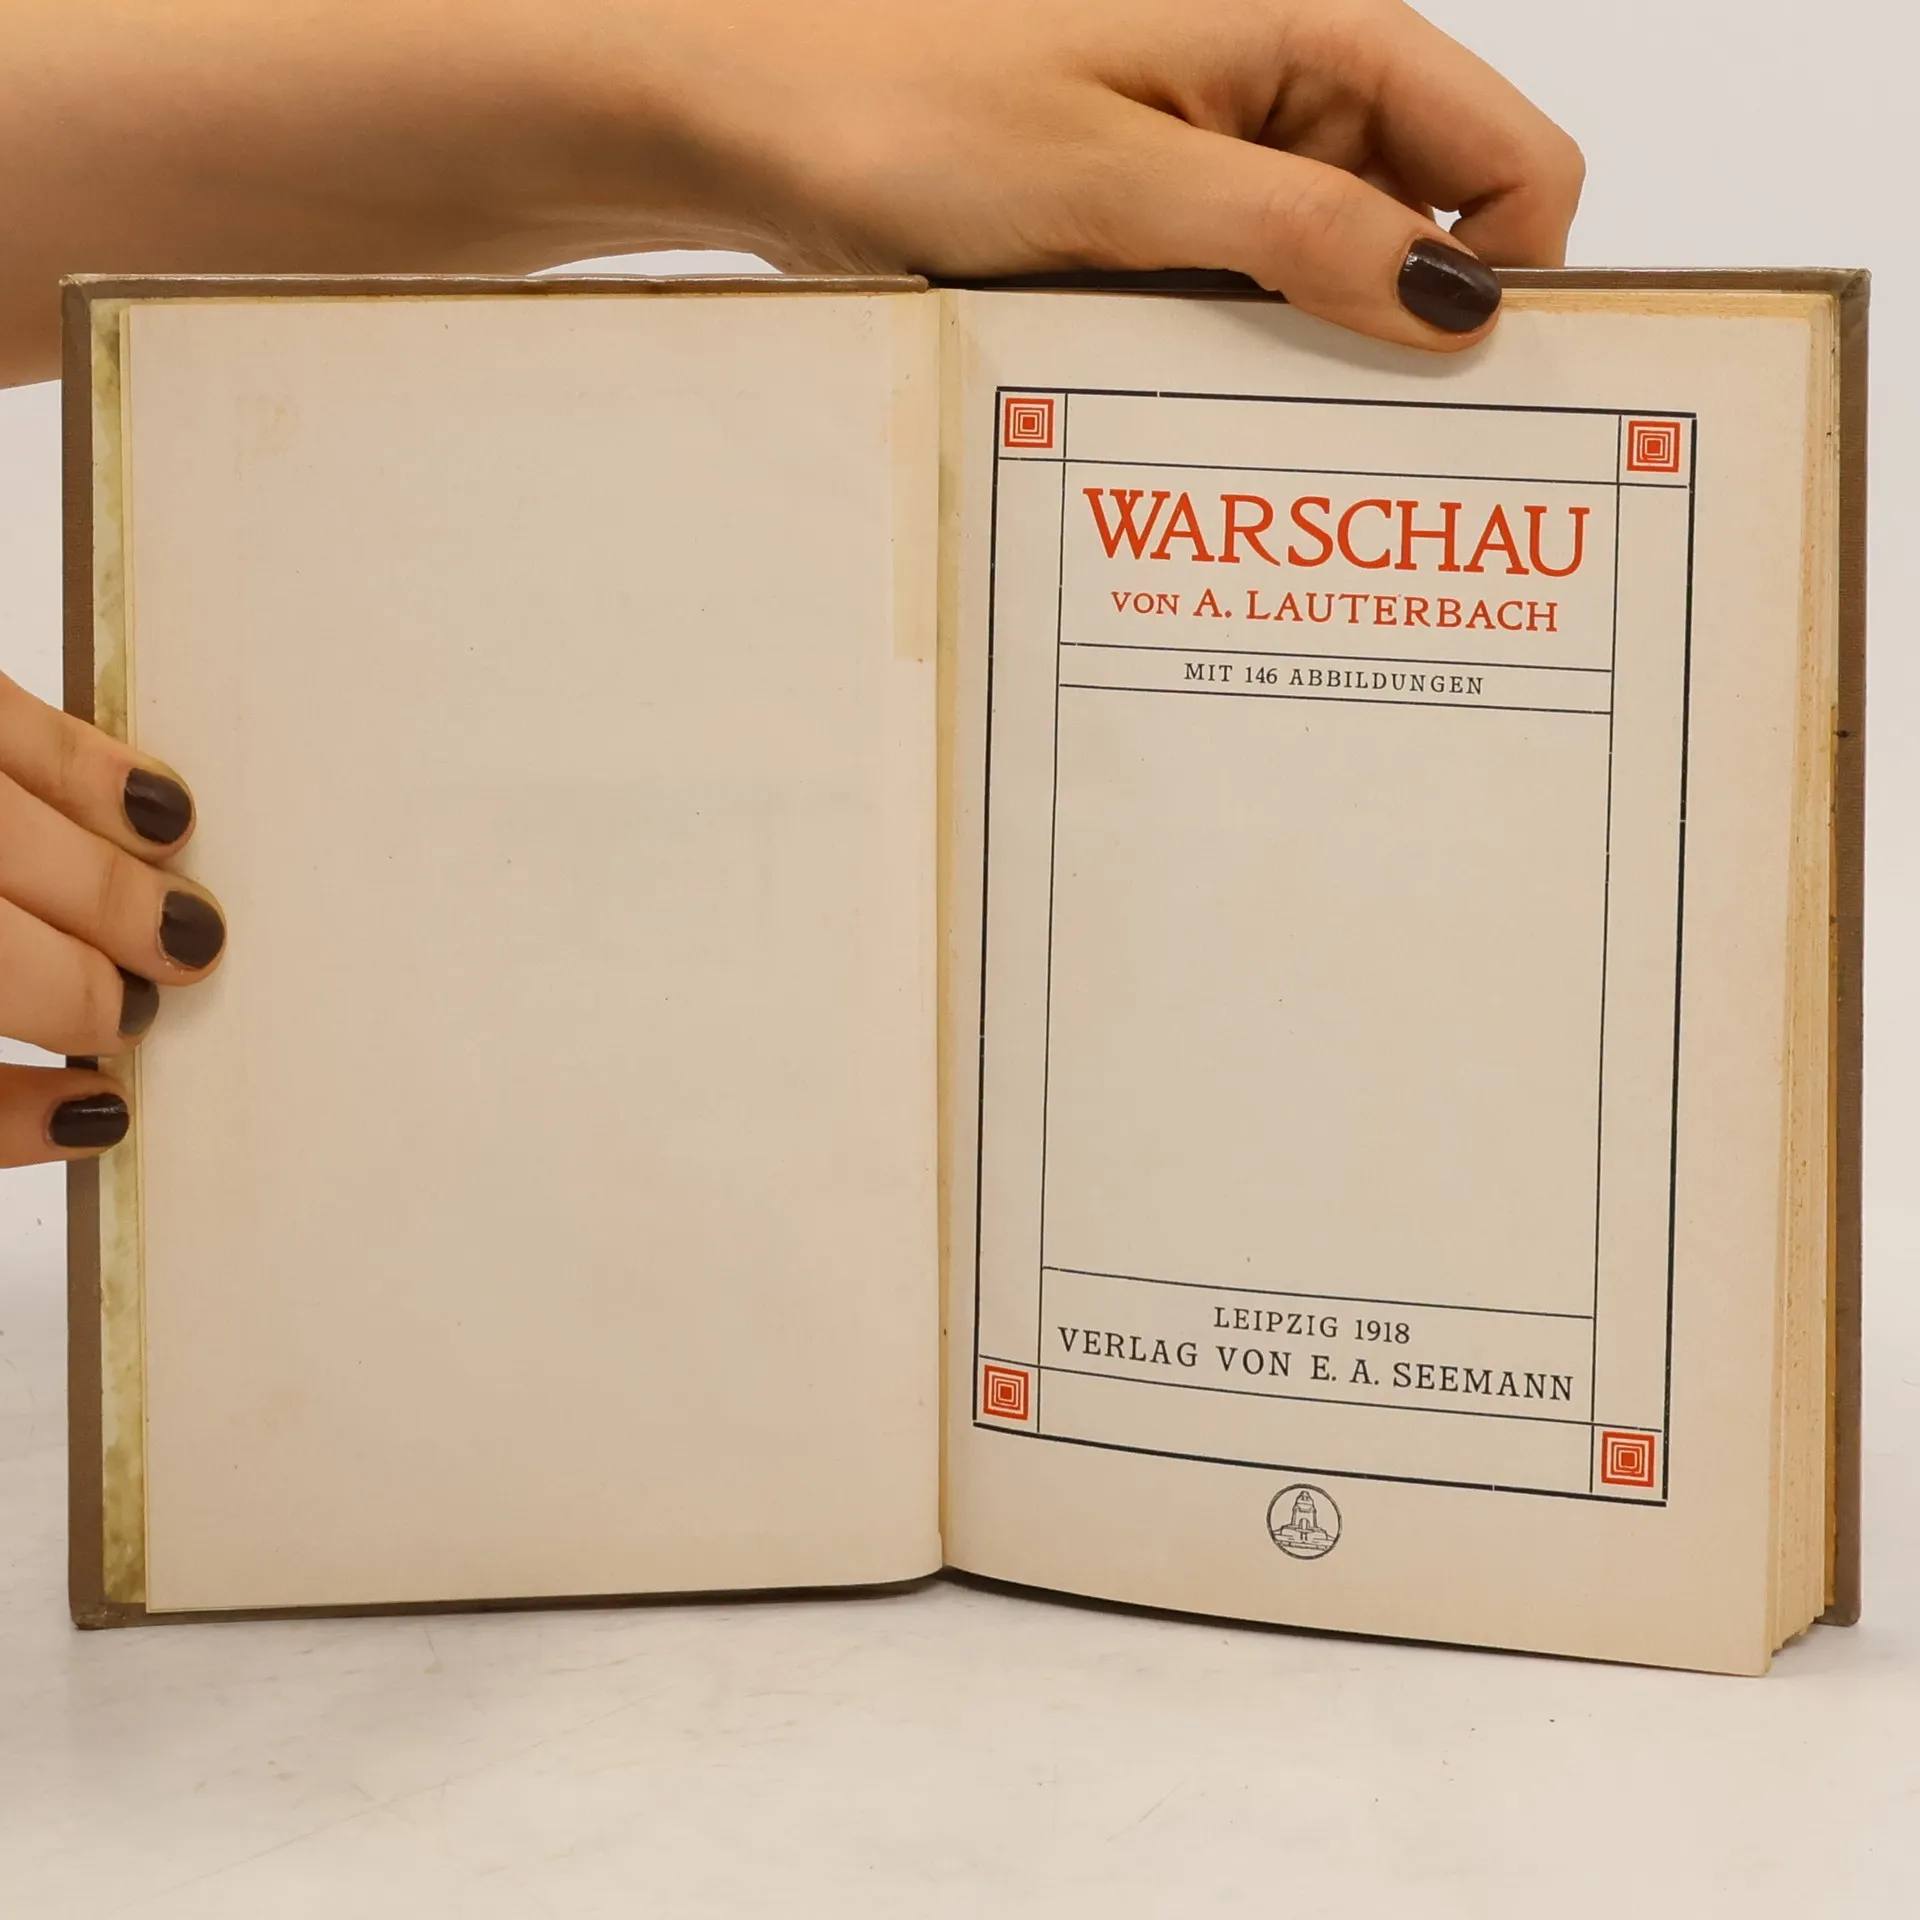 WARSCHAU
VON A. LAUTERBACH
MIT 146 ABBILDUNGEN
LEIPZIG 1918
VERLAG VON E. A. SEEMANN